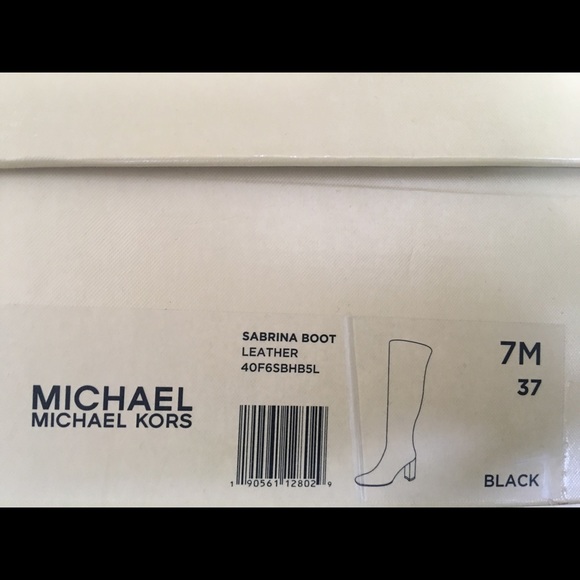 SABRINA BOOT
LEATHER
40F6SBHB5L
MICHAEL
MICHAEL KORS
1 90561 12802 9
7M
37
BLACK